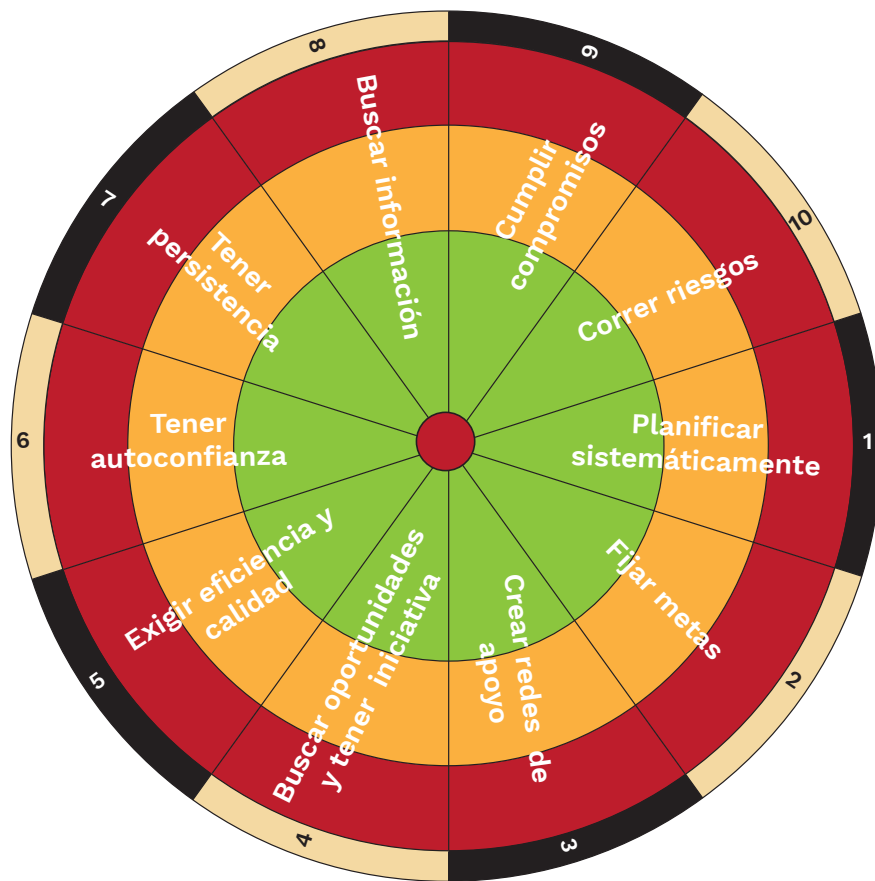 1
Planificar
sistemáticamente
2
Fijar metas
3
Crear redes de
apoyo
4
Buscar oportunidades
y tener iniciativa
5
Exigir eficiencia y
calidad
6
Tener
autoconfianza
7
Tener
persistencia
8
Buscar información
9
Cumplir
compromisos
10
Correr riesgos